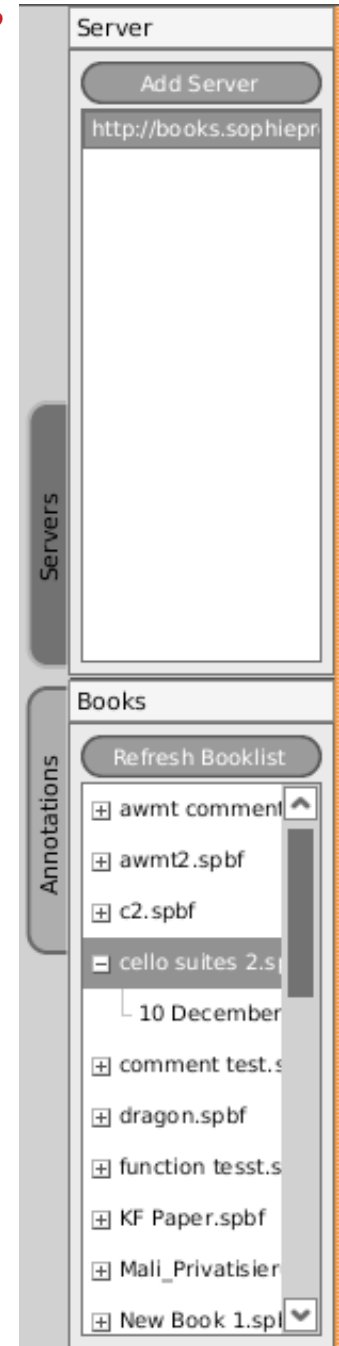 Server
Add Server
http://books.sophiepr
Servers
Books
Refresh Booklist
Annotations
awmt comment
awmt2.spbf
c2.spbf
cello suites 2.sp
10 December
comment test.s
dragon.spbf
function tesst.s
KF Paper.spbf
Mali_Privatisier
New Book 1.spl